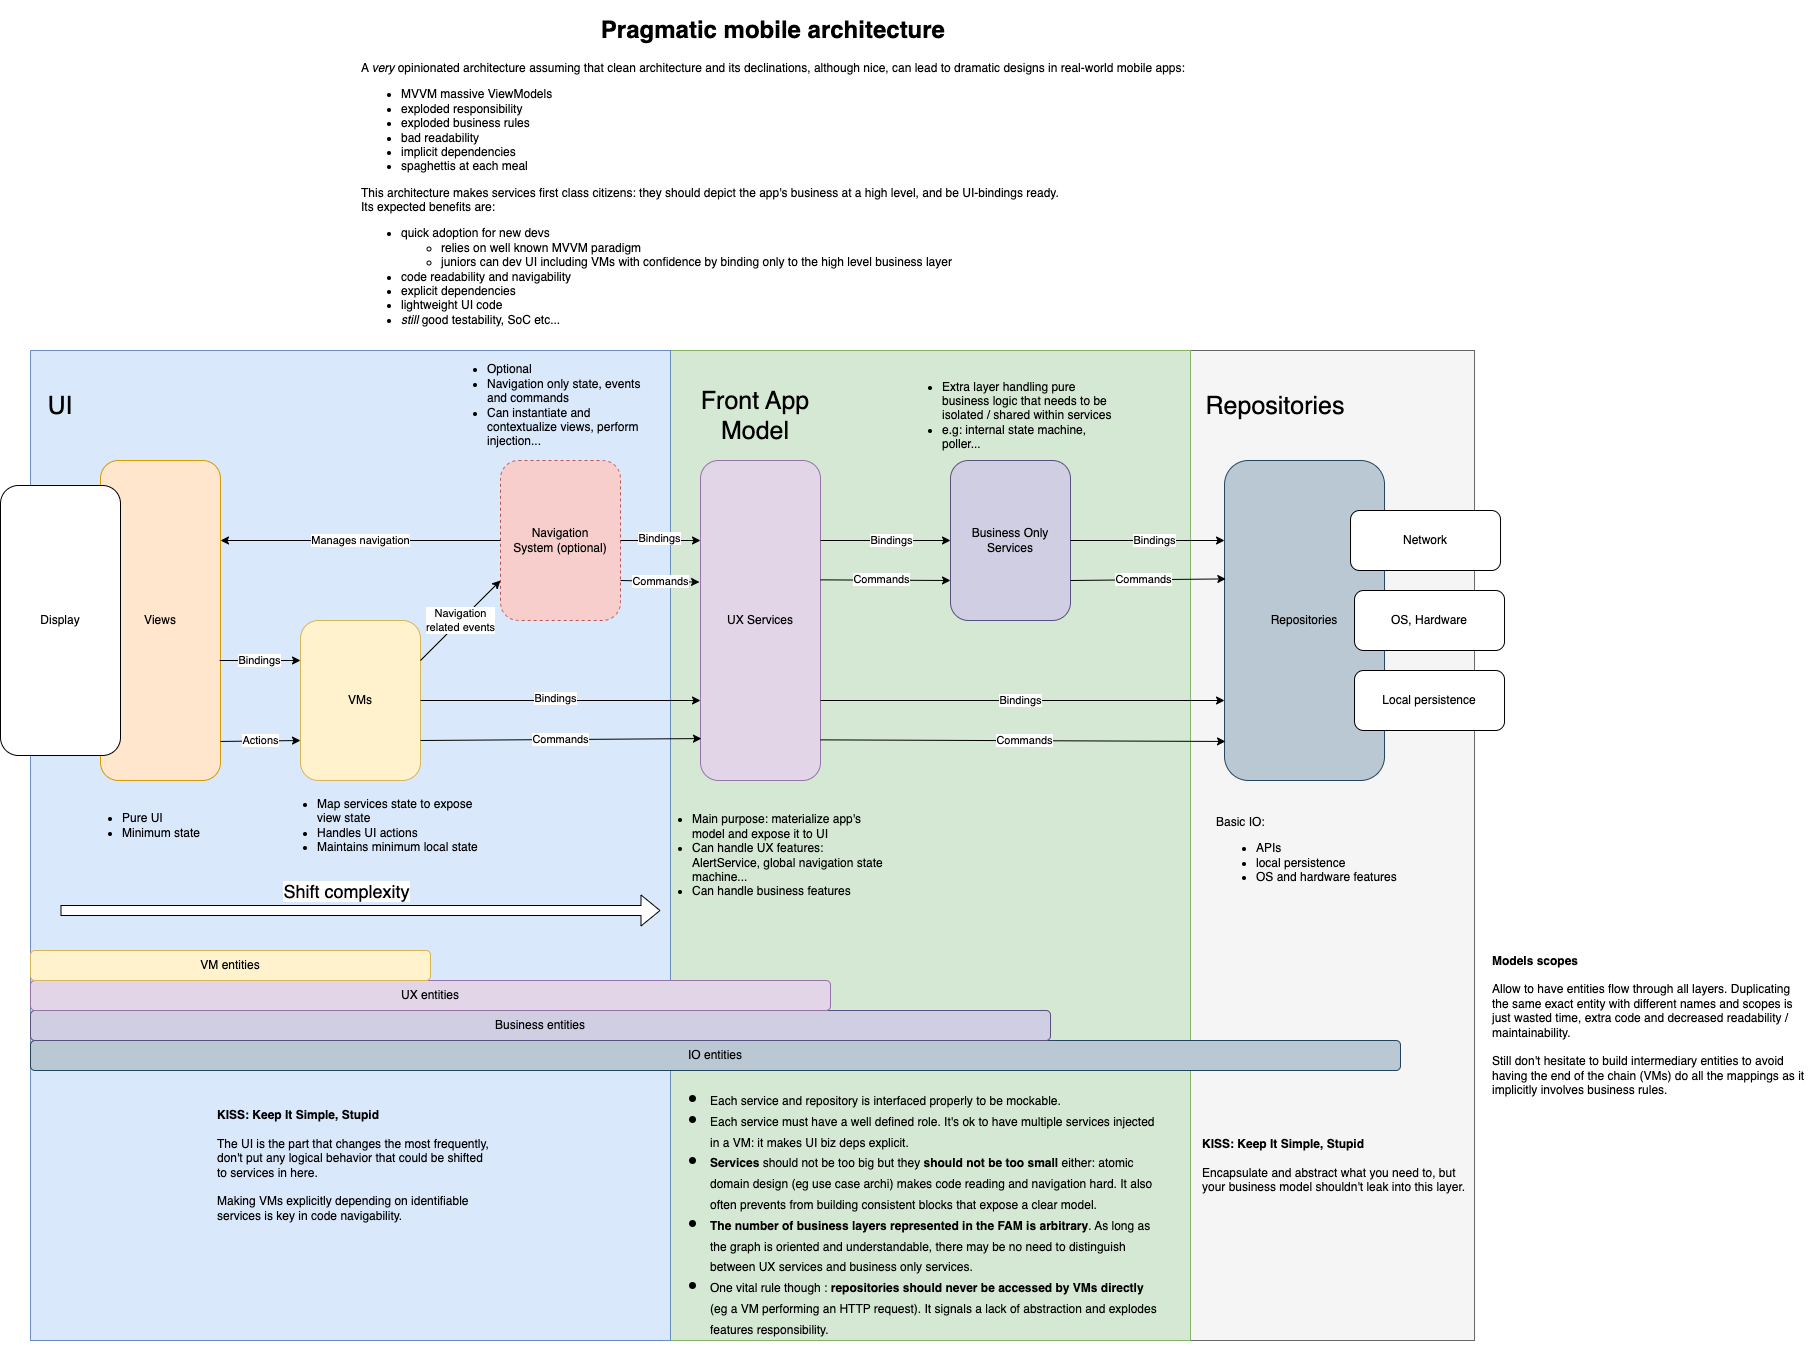 Pragmatic mobile architecture
A very opinionated architecture assuming that clean architecture and its declinations, although nice, can lead to dramatic designs in real-world mobile apps:
MVVM massive ViewModels
exploded responsibility
exploded business rules
bad readability
implicit dependencies
spaghettis at each meal
This architecture makes services first class citizens: they should depict the app's business at a high level, and be UI-bindings ready.
Its expected benefits are:
quick adoption for new devs
relies on well known MVVM paradigm
juniors can dev UI including VMs with confidence by binding only to the high level business layer
code readability and navigability
explicit dependencies
lightweight UI code
still good testability, SoC etc...
UI
Optional
Navigation only state, events
and commands
Can instantiate and
contextualize views, perform
injection...
Front App
Model
Extra layer handling pure
business logic that needs to be
isolated / shared within services
e.g: internal state machine,
poller...
Repositories
Display
Views
Manages navigation
Navigation
System (optional)
Bindings
Commands
Navigation
related events
Bindings
Actions
VMs
Bindings
Commands
UX Services
Bindings
Commands
Business Only
Services
Bindings
Commands
Bindings
Commands
Repositories
Network
OS, Hardware
Local persistence
Pure UI
Minimum state
Map services state to expose
view state
Handles UI actions
Maintains minimum local state
Main purpose: materialize app's
model and expose it to UI
Can handle UX features:
AlertService, global navigation state
machine...
Can handle business features
Basic IO:
APIs
local persistence
OS and hardware features
Shift complexity
VM entities
UX entities
Business entities
IO entities
Models scopes
Allow to have entities flow through all layers. Duplicating
the same exact entity with different names and scopes is
just wasted time, extra code and decreased readability /
maintainability.
Still don't hesitate to build intermediary entities to avoid
having the end of the chain (VMs) do all the mappings as it
implicitly involves business rules.
KISS: Keep It Simple, Stupid
The UI is the part that changes the most frequently,
don't put any logical behavior that could be shifted
to services in here.
Making VMs explicitly depending on identifiable
services is key in code navigability.
Each service and repository is interfaced properly to be mockable.
Each service must have a well defined role. It's ok to have multiple services injected
in a VM: it makes UI biz deps explicit.
Services should not be too big but they should not be too small either: atomic
domain design (eg use case archi) makes code reading and navigation hard. It also
often prevents from building consistent blocks that expose a clear model.
The number of business layers represented in the FAM is arbitrary. As long as
the graph is oriented and understandable, there may be no need to distinguish
between UX services and business only services.
One vital rule though : repositories should never be accessed by VMs directly
(eg a VM performing an HTTP request). It signals a lack of abstraction and explodes
features responsibility.
KISS: Keep It Simple, Stupid
Encapsulate and abstract what you need to, but
your business model shouldn't leak into this layer.